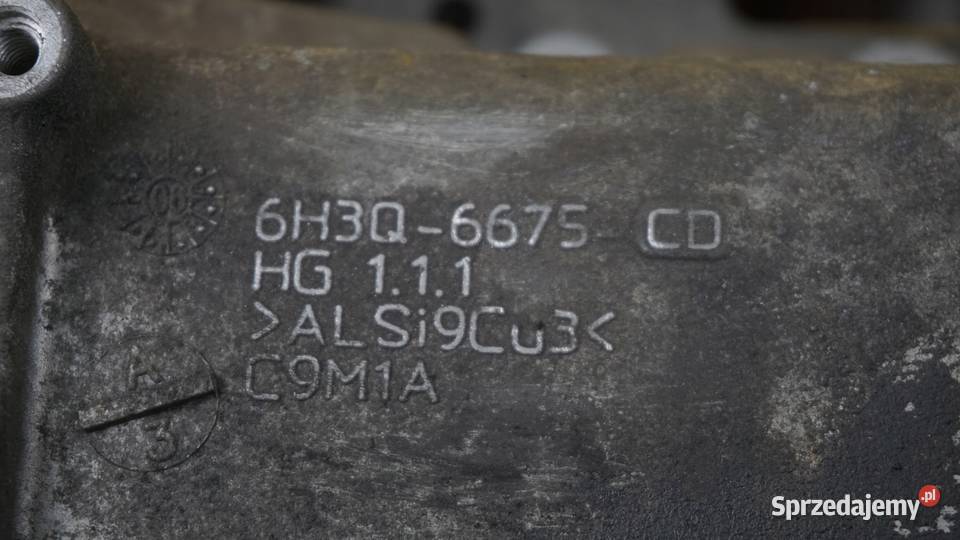 6H3Q-6675-CD
HG 1.1.1
>ALSi9Cu3<
C9M1A
3
Sprzedajemy.pl